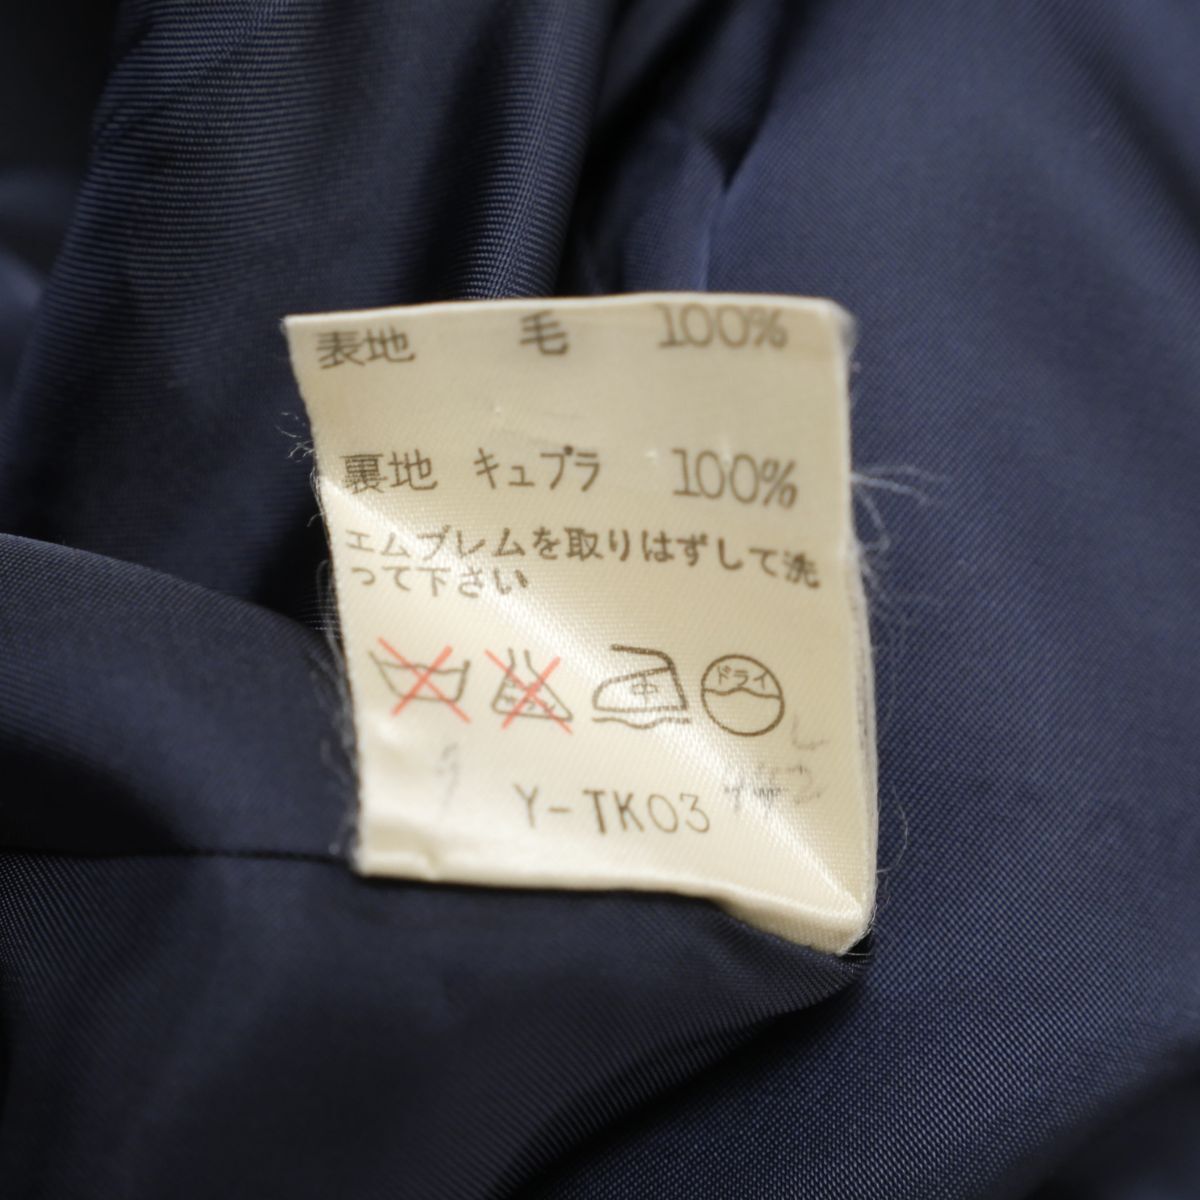 表地 毛 100%
裏地 キュプラ 100%
エムブレムを取りはずして洗
って下さい
中 ドライ
Y-TK03